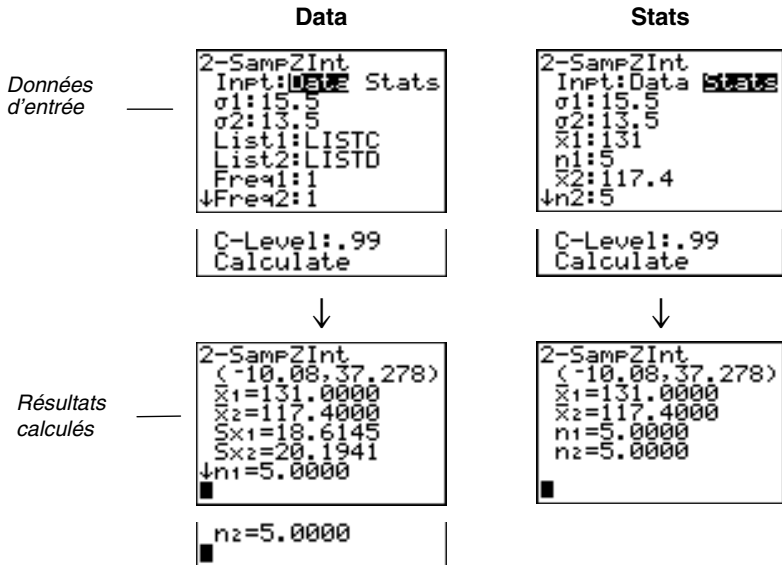 Data
Stats
Données d'entrée
2-SampZInt
Inpt:Data Stats
σ1:15.5
σ2:13.5
List1:LISTC
List2:LISTD
Freq1:1
↓Freq2:1
C-Level:.99
Calculate
2-SampZInt
Inpt:Data Stats
σ1:15.5
σ2:13.5
x̄1:131
n1:5
x̄2:117.4
↓n2:5
C-Level:.99
Calculate
↓
↓
Résultats calculés
2-SampZInt
(-10.08,37.278)
x̄1=131.0000
x̄2=117.4000
Sx1=18.6145
Sx2=20.1941
↓n1=5.0000
n2=5.0000
2-SampZInt
(-10.08,37.278)
x̄1=131.0000
x̄2=117.4000
n1=5.0000
n2=5.0000